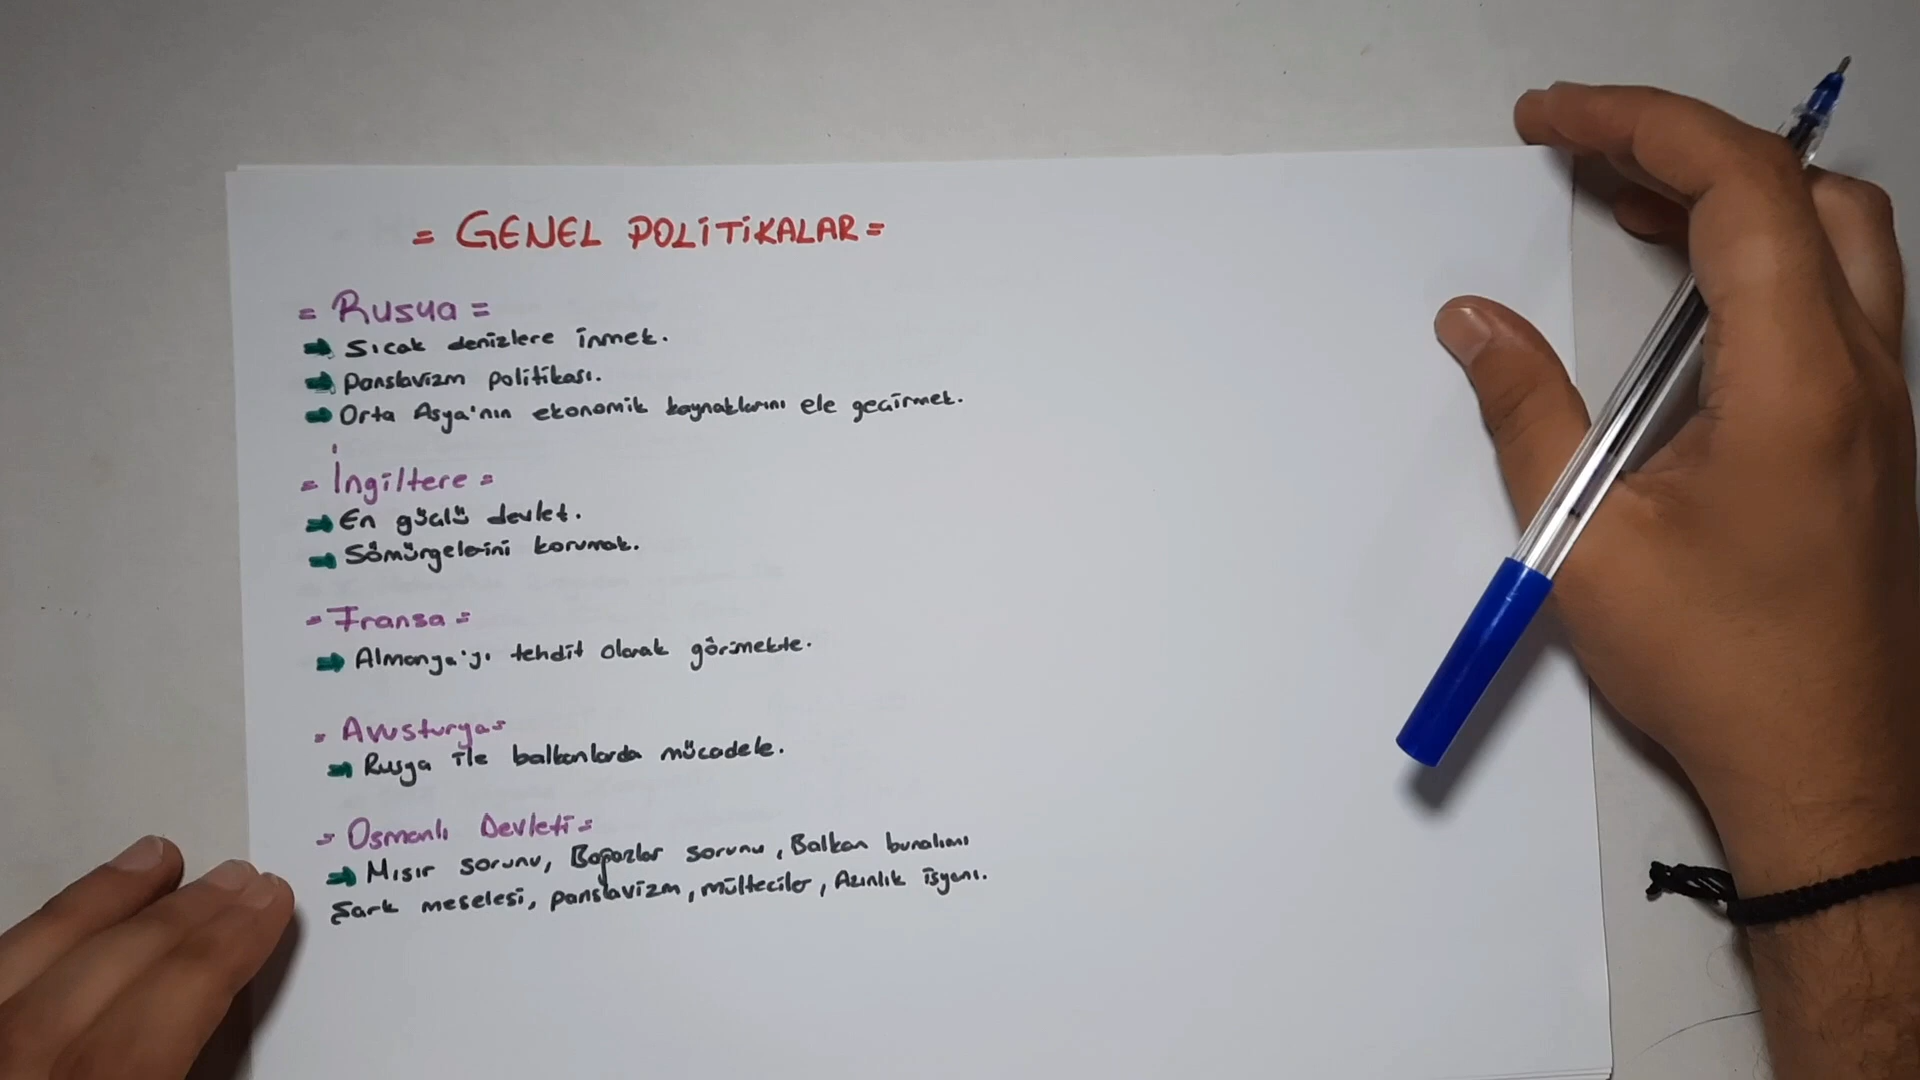 = GENEL POLİTİKALAR =
= Rusya =
➡ Sıcak denizlere inmek.
➡ Panslavizm politikası.
➡ Orta Asya'nın ekonomik kaynaklarını ele geçirmek.
= İngiltere =
➡ En güçlü devlet.
➡ Sömürgelerini korumak.
= Fransa =
➡ Almanya'yı tehdit olarak görmekte.
= Avusturya =
➡ Rusya ile balkanlarda mücadele.
= Osmanlı Devleti =
➡ Mısır sorunu, Boğazlar sorunu, Balkan bunalımı
Şark meselesi, panslavizm, mülteciler, Azınlık isyanı.